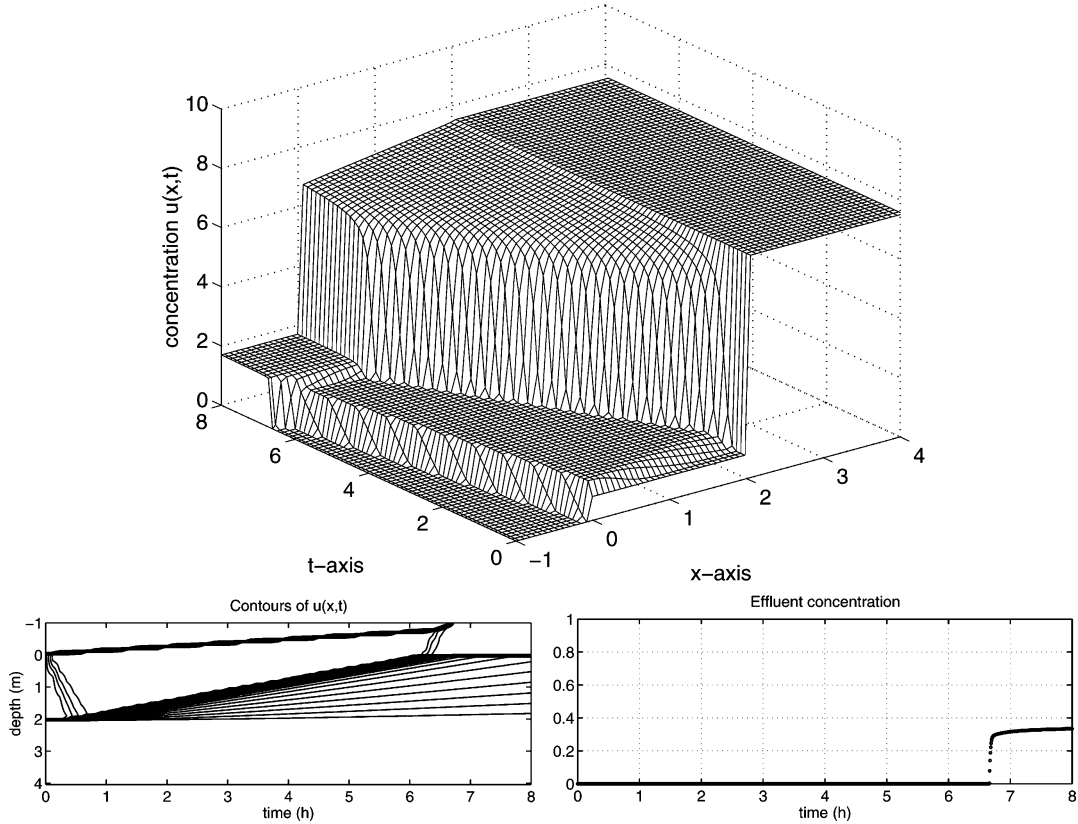 10
8
6
4
2
0
concentration u(x,t)
8
6
4
2
0
t-axis
-1
0
1
2
3
4
x-axis
Contours of u(x,t)
-1
0
1
2
3
4
depth (m)
0 1 2 3 4 5 6 7 8
time (h)
Effluent concentration
1
0.8
0.6
0.4
0.2
0
0 1 2 3 4 5 6 7 8
time (h)